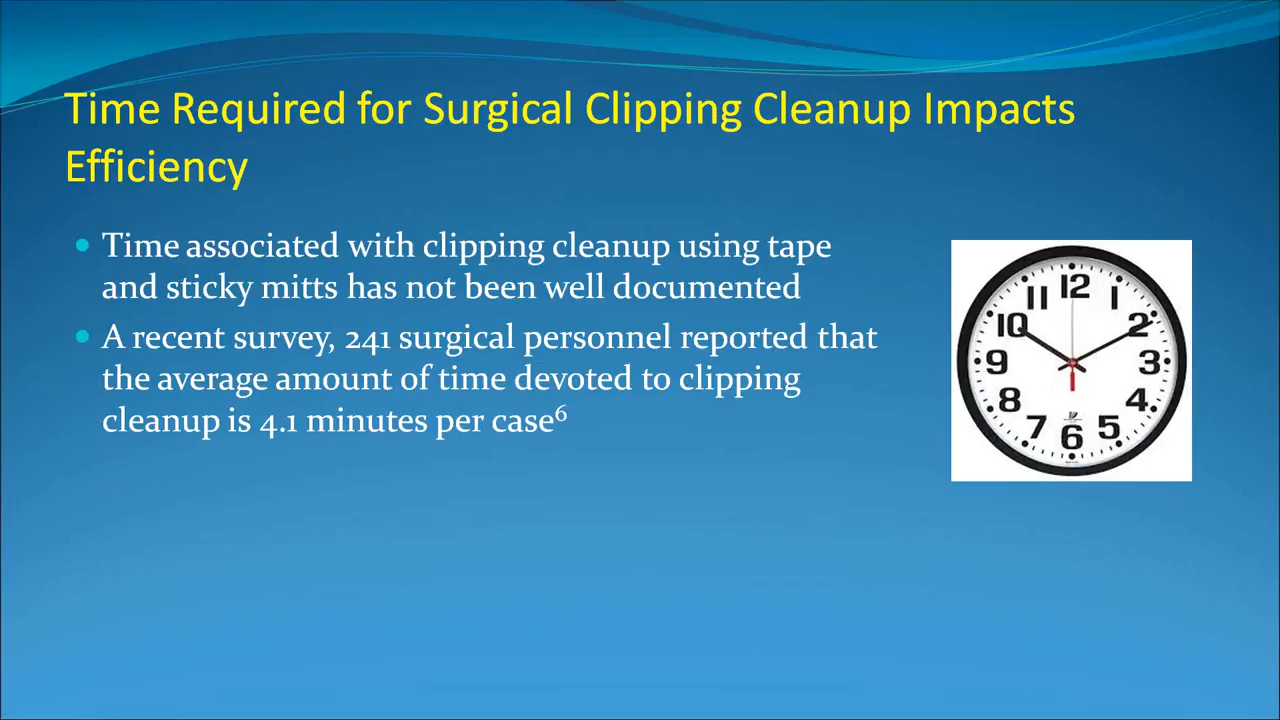 Time Required for Surgical Clipping Cleanup Impacts
Efficiency
Time associated with clipping cleanup using tape
and sticky mitts has not been well documented
A recent survey, 241 surgical personnel reported that
the average amount of time devoted to clipping
cleanup is 4.1 minutes per case⁶
12
11 1
10 2
9 3
8 4
7 5
6